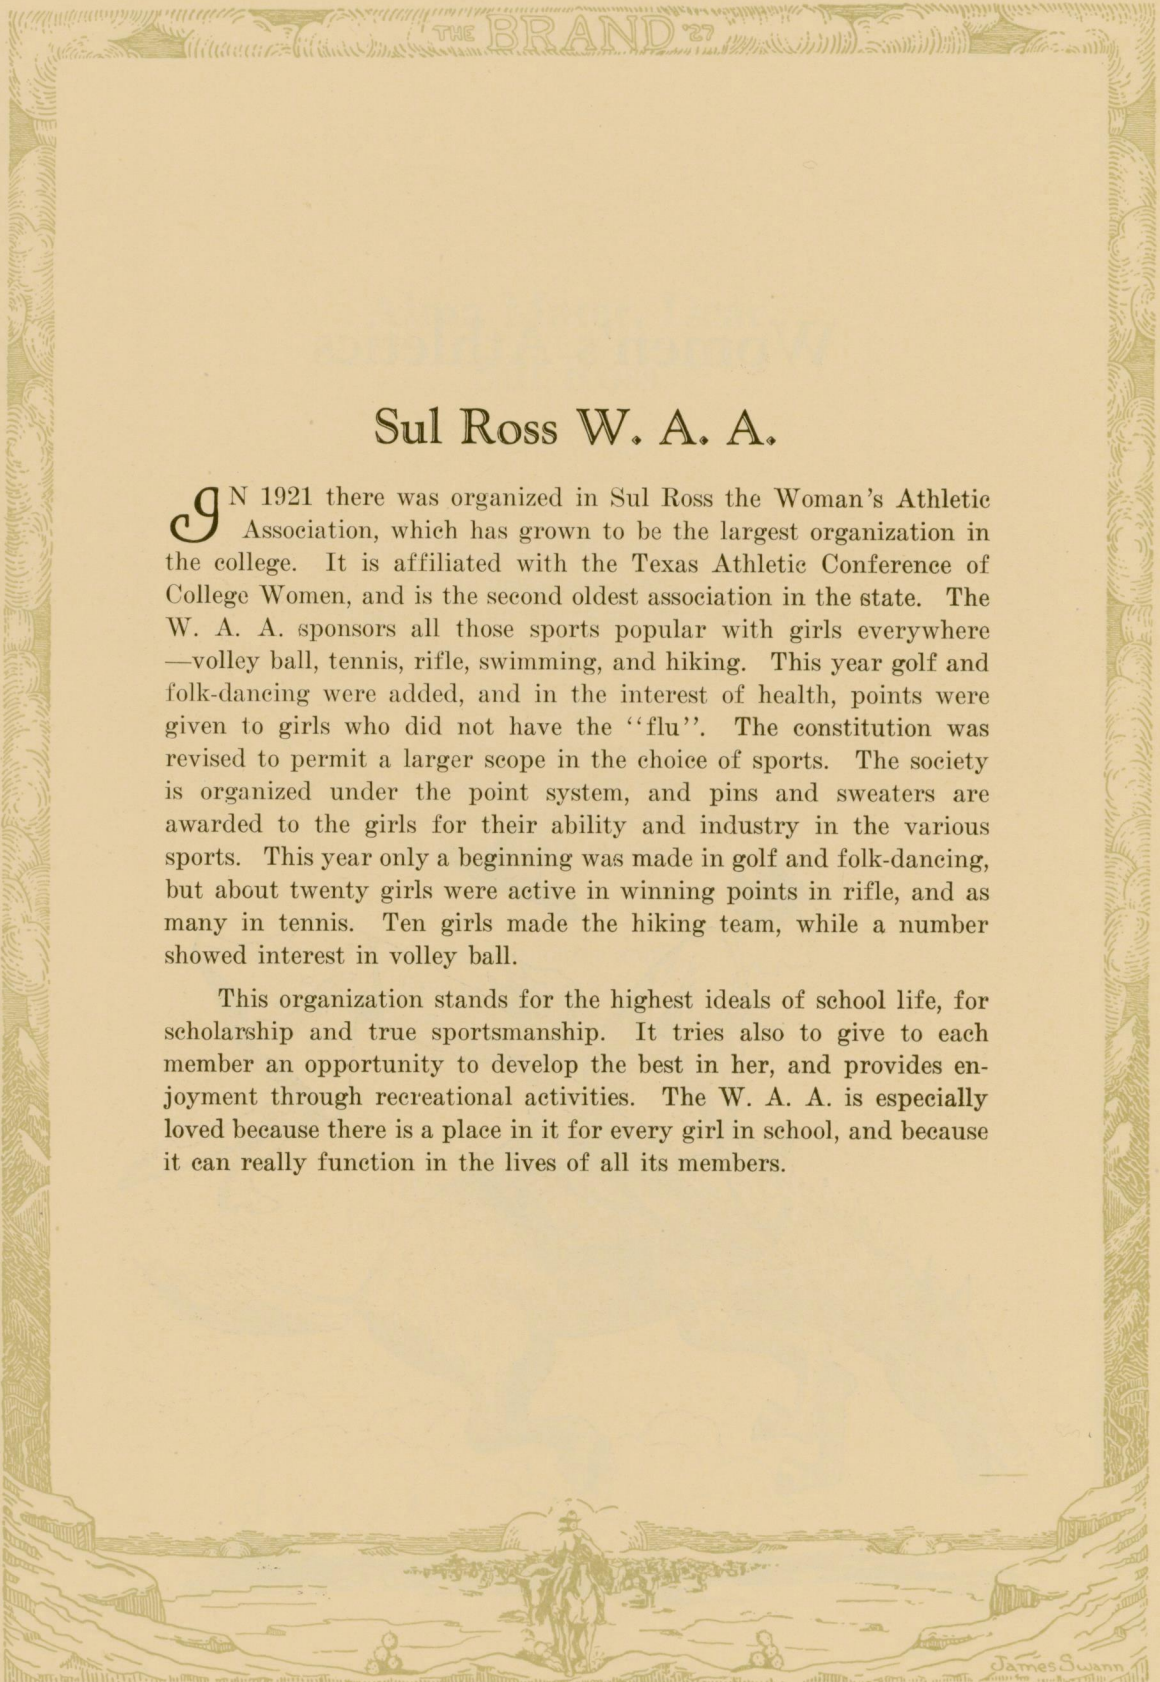 THE BRAND '27
Sul Ross W. A. A.
IN 1921 there was organized in Sul Ross the Woman's Athletic
Association, which has grown to be the largest organization in
the college. It is affiliated with the Texas Athletic Conference of
College Women, and is the second oldest association in the state. The
W. A. A. sponsors all those sports popular with girls everywhere
—volley ball, tennis, rifle, swimming, and hiking. This year golf and
folk-dancing were added, and in the interest of health, points were
given to girls who did not have the "flu". The constitution was
revised to permit a larger scope in the choice of sports. The society
is organized under the point system, and pins and sweaters are
awarded to the girls for their ability and industry in the various
sports. This year only a beginning was made in golf and folk-dancing,
but about twenty girls were active in winning points in rifle, and as
many in tennis. Ten girls made the hiking team, while a number
showed interest in volley ball.
This organization stands for the highest ideals of school life, for
scholarship and true sportsmanship. It tries also to give to each
member an opportunity to develop the best in her, and provides en-
joyment through recreational activities. The W. A. A. is especially
loved because there is a place in it for every girl in school, and because
it can really function in the lives of all its members.
James Swann